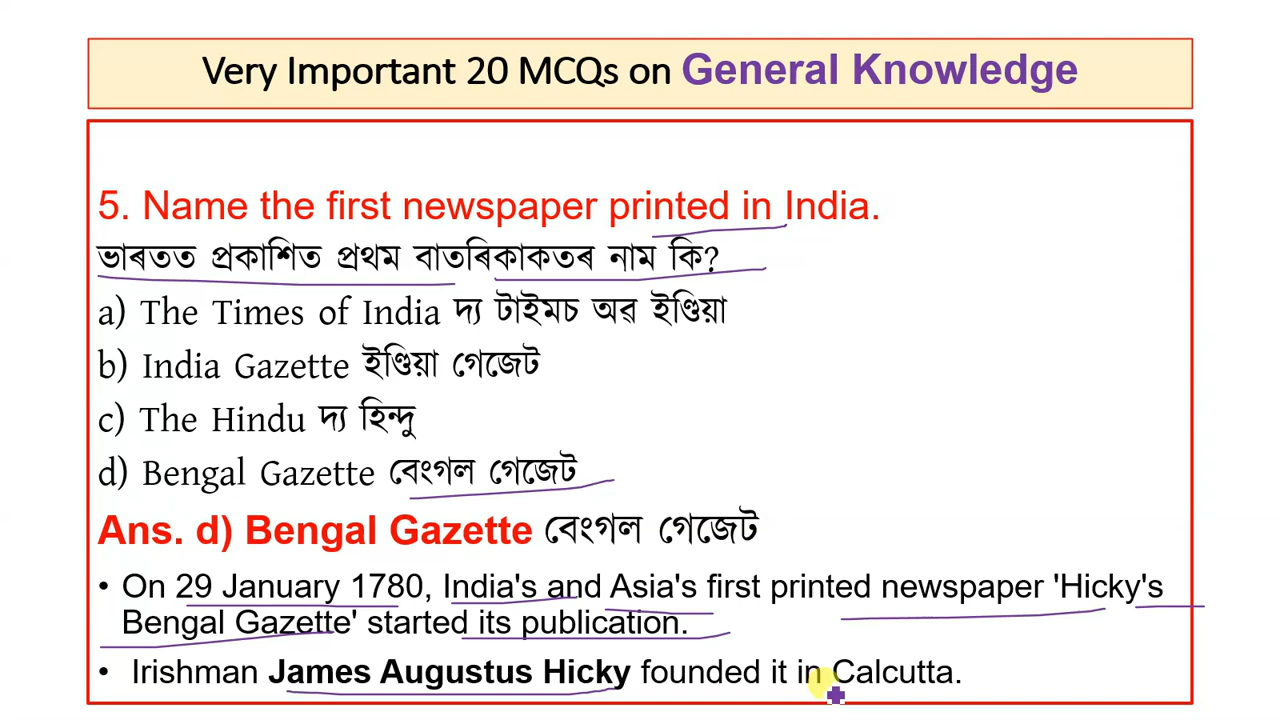 Very Important 20 MCQs on General Knowledge
5. Name the first newspaper printed in India.
ভাৰতত প্ৰকাশিত প্ৰথম বাতৰিকাকতৰ নাম কি?
a) The Times of India দ্য টাইমচ অৱ ইণ্ডিয়া
b) India Gazette ইণ্ডিয়া গেজেট
c) The Hindu দ্য হিন্দু
d) Bengal Gazette বেংগল গেজেট
Ans. d) Bengal Gazette বেংগল গেজেট
• On 29 January 1780, India's and Asia's first printed newspaper 'Hicky's
Bengal Gazette' started its publication.
• Irishman James Augustus Hicky founded it in Calcutta.